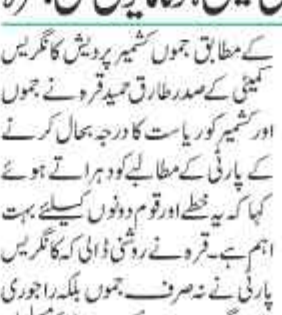 کے مطابق جموں کشمیر پردیش کانگریس
کمیٹی کے صدر طارق حمید قرہ نے جموں
اور کشمیر کو ریاست کا درجہ بحال کرنے
کے پارٹی کے مطالبے کو دہراتے ہوئے
کہا کہ یہ خطے اور قوم دونوں کیلئے بہت
اہم ہے۔ قرہ نے روشنی ڈالی کہ کانگریس
پارٹی نے نہ صرف جموں بلکہ راجوری